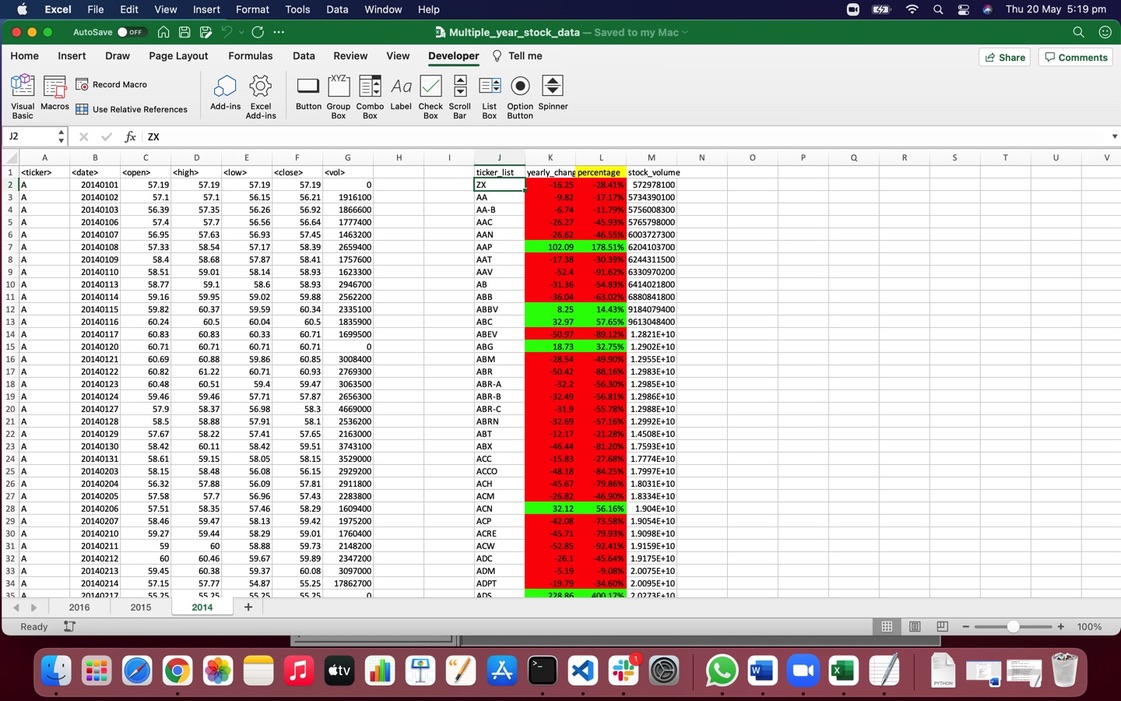 Excel File Edit View Insert Format Tools Data Window Help Thu 20 May 5:19 pm
AutoSave OFF Multiple_year_stock_data — Saved to my Mac
Home Insert Draw Page Layout Formulas Data Review View Developer Tell me Share Comments
Visual Basic Macros Record Macro Use Relative References Add-ins Excel Add-ins Button Group Box Combo Box Label Check Box Scroll Bar List Box Option Button Spinner
J2 fx ZX
A B C D E F G H I J K L M N O P Q R S T U V
1 <ticker> <date> <open> <high> <low> <close> <vol> ticker_list yearly_chang percentage stock_volume
2 A 20140101 57.19 57.19 57.19 57.19 0 ZX -16.25 -28.41% 572978100
3 A 20140102 57.1 57.1 56.15 56.21 1916100 AA -9.82 -17.17% 5734390100
4 A 20140103 56.39 57.35 56.26 56.92 1866600 AA-B -6.74 -11.79% 5756008300
5 A 20140106 57.4 57.7 56.56 56.64 1777400 AAC -26.27 -45.93% 5765798000
6 A 20140107 56.95 57.63 56.93 57.45 1463200 AAN -26.62 -46.55% 6003727300
7 A 20140108 57.33 58.54 57.17 58.39 2659400 AAP 102.09 178.51% 6204103700
8 A 20140109 58.4 58.68 57.87 58.41 1757600 AAT -17.38 -30.39% 6244311500
9 A 20140110 58.51 59.01 58.14 58.93 1623300 AAV -52.4 -91.62% 6330970200
10 A 20140113 58.77 59.1 58.6 58.93 1942700 AB -31.36 -54.83% 6414021800
11 A 20140114 59.16 59.95 59.02 59.88 2562200 ABB -36.04 -63.02% 6880841800
12 A 20140115 59.82 60.37 59.59 60.34 2335100 ABBV 8.25 14.43% 9184079400
13 A 20140116 60.24 60.5 60.04 60.5 1835900 ABC 32.97 57.65% 9613048400
14 A 20140117 60.83 60.83 60.33 60.71 1699500 ABEV -50.97 -89.12% 1.2821E+10
15 A 20140120 60.71 60.71 60.71 60.71 0 ABG 18.73 32.75% 1.2902E+10
16 A 20140121 60.69 60.88 59.86 60.85 3008400 ABM -28.54 -49.90% 1.2955E+10
17 A 20140122 60.82 61.22 60.71 60.93 2769300 ABR -50.42 -88.16% 1.2983E+10
18 A 20140123 60.48 60.51 59.4 59.47 3063500 ABR-A -32.2 -56.30% 1.2985E+10
19 A 20140124 59.46 59.46 57.71 57.87 2656300 ABR-B -32.49 -56.81% 1.2986E+10
20 A 20140127 57.9 58.37 56.98 58.3 4669000 ABR-C -31.9 -55.78% 1.2988E+10
21 A 20140128 58.5 58.88 57.91 58.1 2536200 ABRN -32.69 -57.16% 1.2992E+10
22 A 20140129 57.67 58.22 57.41 57.65 2163000 ABT -12.17 -21.28% 1.4508E+10
23 A 20140130 58.42 60.11 58.42 59.51 3743100 ABX -46.44 -81.20% 1.7593E+10
24 A 20140131 58.61 59.15 58.05 58.15 3529000 ACC -15.83 -27.68% 1.7774E+10
25 A 20140203 58.15 58.48 56.08 56.15 2929200 ACCO -48.18 -84.25% 1.7997E+10
26 A 20140204 56.32 57.88 56.09 57.81 2911800 ACH -45.67 -79.86% 1.8031E+10
27 A 20140205 57.58 57.7 56.96 57.43 2283800 ACM -26.82 -46.90% 1.8334E+10
28 A 20140206 57.51 58.35 57.46 58.29 1609400 ACN 32.12 56.16% 1.904E+10
29 A 20140207 58.46 59.47 58.13 59.42 1975200 ACP -42.08 -73.58% 1.9054E+10
30 A 20140210 59.27 59.44 58.29 59.01 1760400 ACRE -45.71 -79.93% 1.9098E+10
31 A 20140211 59 60 58.88 59.73 2148200 ACW -52.85 -92.41% 1.9159E+10
32 A 20140212 60 60.46 59.67 59.89 2347200 ADC -26.1 -45.64% 1.9175E+10
33 A 20140213 59.45 60.38 59.37 60.08 3097000 ADM -5.19 -9.08% 2.0075E+10
34 A 20140214 57.15 57.77 54.87 55.25 17862700 ADPT -19.79 -34.60% 2.0095E+10
35 A 20140217 55.25 55.25 55.25 55.25 0 ADS 228.86 400.17% 2.0273E+10
2016 2015 2014 +
Ready 100%
tv 1 W X PYTHON